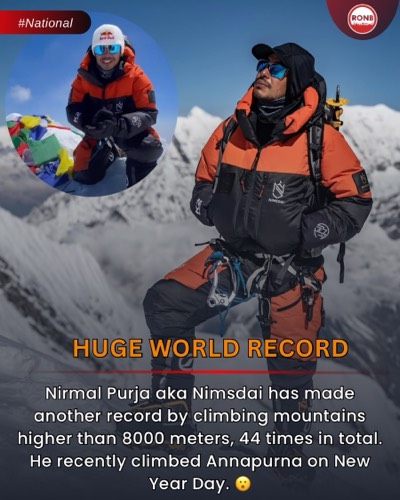 #National
RONB
HUGE WORLD RECORD
Nirmal Purja aka Nimsdai has made
another record by climbing mountains
higher than 8000 meters, 44 times in total.
He recently climbed Annapurna on New
Year Day. 😮